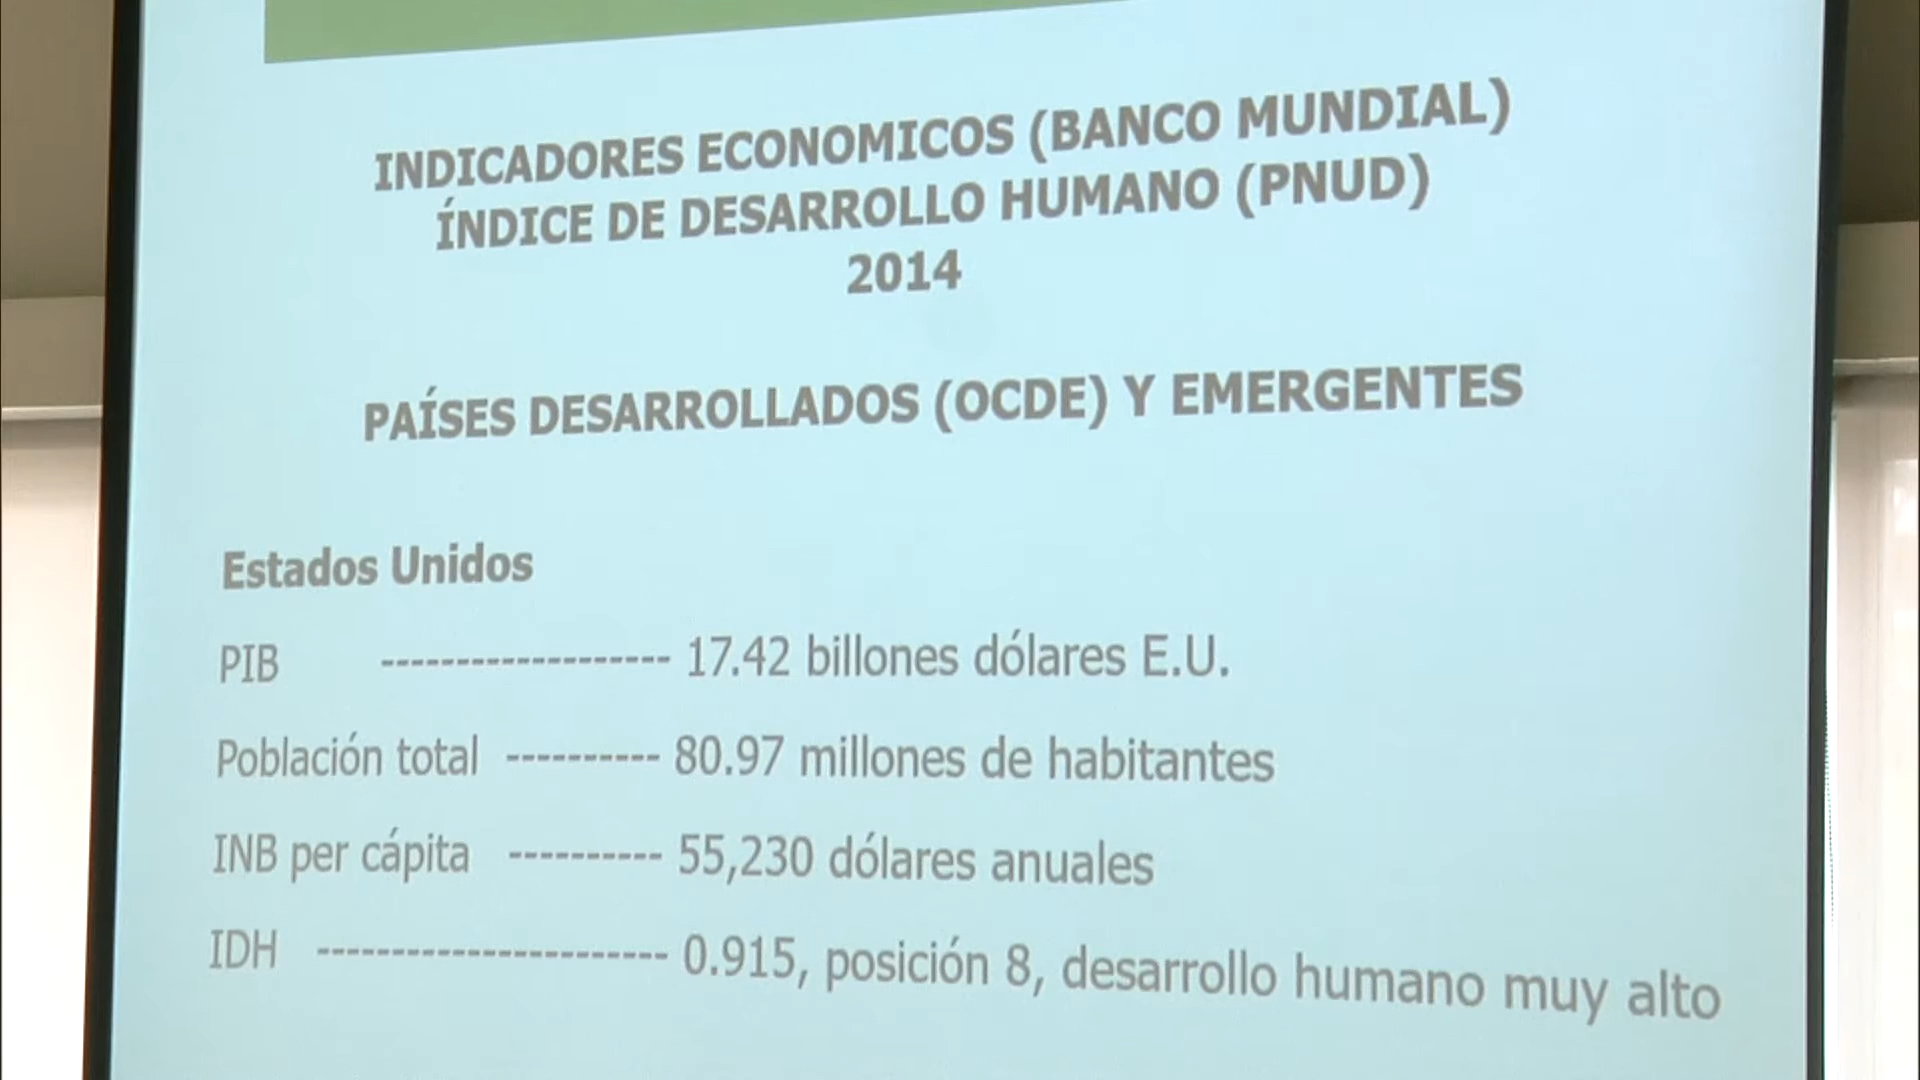 INDICADORES ECONOMICOS (BANCO MUNDIAL)
ÍNDICE DE DESARROLLO HUMANO (PNUD)
2014
PAÍSES DESARROLLADOS (OCDE) Y EMERGENTES
Estados Unidos
PIB ------------------- 17.42 billones dólares E.U.
Población total ---------- 80.97 millones de habitantes
INB per cápita ---------- 55,230 dólares anuales
IDH ----------------------- 0.915, posición 8, desarrollo humano muy alto